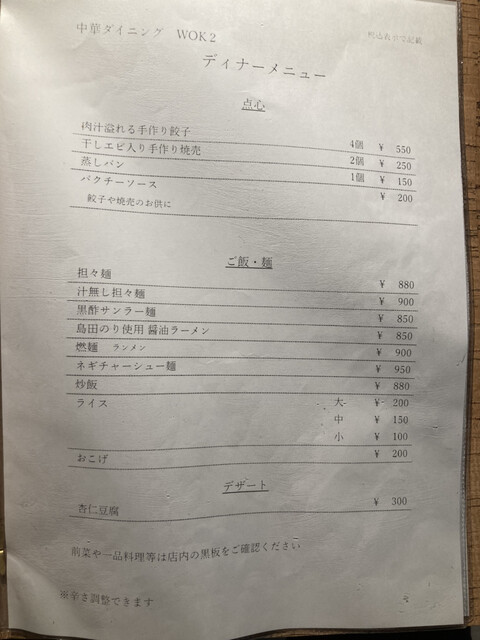 中華ダイニング　WOK２
税込表示で記載
ディナーメニュー
点心
肉汁溢れる手作り餃子 4個 ¥ 550
干しエビ入り手作り焼売 2個 ¥ 250
蒸しパン 1個 ¥ 150
パクチーソース ¥ 200
餃子や焼売のお供に
ご飯・麺
担々麺 ¥ 880
汁無し担々麺 ¥ 900
黒酢サンラー麺 ¥ 850
島田のり使用 醤油ラーメン ¥ 850
燃麺　ランメン ¥ 900
ネギチャーシュー麺 ¥ 950
炒飯 ¥ 880
ライス 大 ¥ 200
中 ¥ 150
小 ¥ 100
おこげ ¥ 200
デザート
杏仁豆腐 ¥ 300
前菜や一品料理等は店内の黒板をご確認ください
※辛さ調整できます